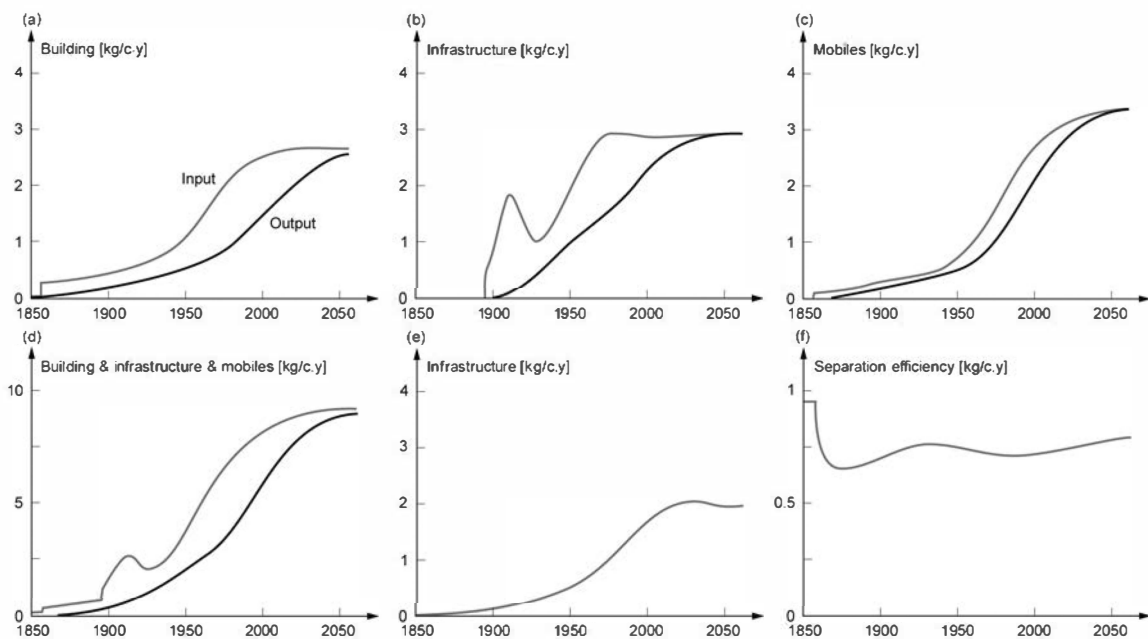 (a)
Building [kg/c.y]
4
3
2
1
0
Input
Output
1850 1900 1950 2000 2050
(b)
Infrastructure [kg/c.y]
4
3
2
1
0
1850 1900 1950 2000 2050
(c)
Mobiles [kg/c.y]
4
3
2
1
0
1850 1900 1950 2000 2050
(d)
Building & infrastructure & mobiles [kg/c.y]
10
5
0
1850 1900 1950 2000 2050
(e)
Infrastructure [kg/c.y]
4
3
2
1
0
1850 1900 1950 2000 2050
(f)
Separation efficiency [kg/c.y]
1
0.5
0
1850 1900 1950 2000 2050